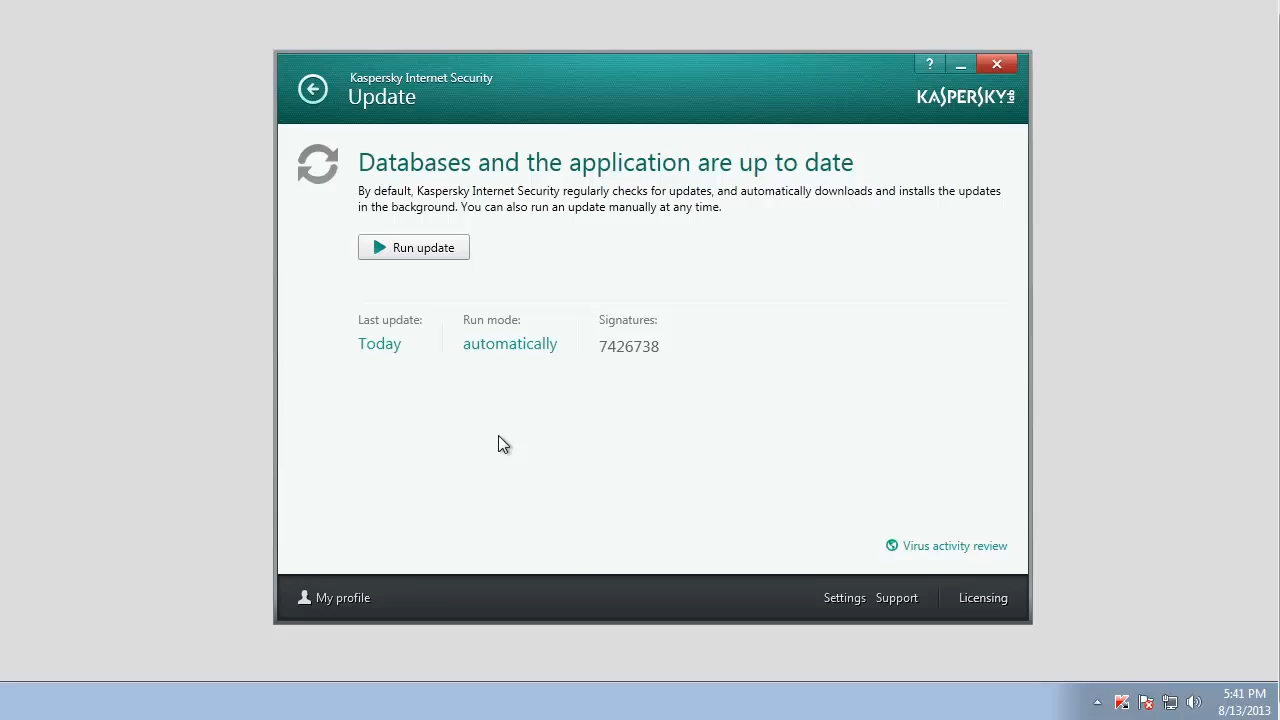 ?
Kaspersky Internet Security
Update
KASPERSKY lab
Databases and the application are up to date
By default, Kaspersky Internet Security regularly checks for updates, and automatically downloads and installs the updates
in the background. You can also run an update manually at any time.
Run update
Last update:
Run mode:
Signatures:
Today
automatically
7426738
Virus activity review
My profile
Settings
Support
Licensing
5:41 PM
8/13/2013